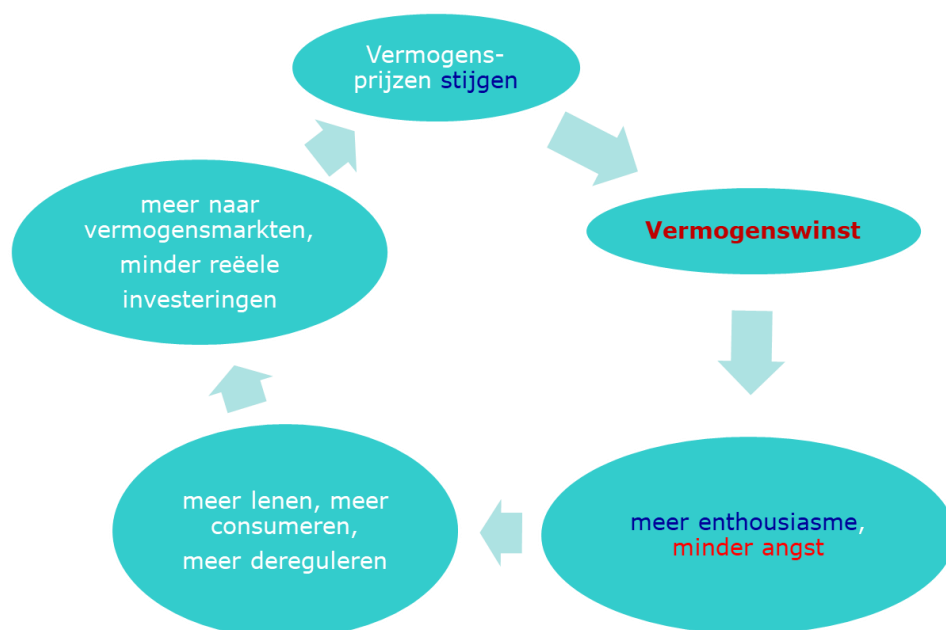 Vermogens-
prijzen stijgen
Vermogenswinst
meer enthousiasme,
minder angst
meer lenen, meer
consumeren,
meer dereguleren
meer naar
vermogensmarkten,
minder reëele
investeringen